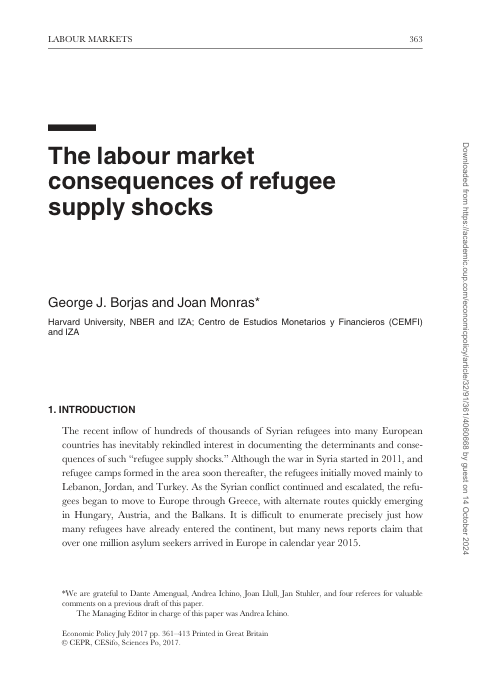 LABOUR MARKETS 363
The labour market
consequences of refugee
supply shocks
George J. Borjas and Joan Monras*
Harvard University, NBER and IZA; Centro de Estudios Monetarios y Financieros (CEMFI)
and IZA
1. INTRODUCTION
The recent inflow of hundreds of thousands of Syrian refugees into many European
countries has inevitably rekindled interest in documenting the determinants and conse-
quences of such “refugee supply shocks.” Although the war in Syria started in 2011, and
refugee camps formed in the area soon thereafter, the refugees initially moved mainly to
Lebanon, Jordan, and Turkey. As the Syrian conflict continued and escalated, the refu-
gees began to move to Europe through Greece, with alternate routes quickly emerging
in Hungary, Austria, and the Balkans. It is difficult to enumerate precisely just how
many refugees have already entered the continent, but many news reports claim that
over one million asylum seekers arrived in Europe in calendar year 2015.
*We are grateful to Dante Amengual, Andrea Ichino, Joan Llull, Jan Stuhler, and four referees for valuable
comments on a previous draft of this paper.
The Managing Editor in charge of this paper was Andrea Ichino.
Economic Policy July 2017 pp. 361–413 Printed in Great Britain
© CEPR, CESifo, Sciences Po, 2017.
Downloaded from https://academic.oup.com/economicpolicy/article/32/91/361/4060668 by guest on 14 October 2024